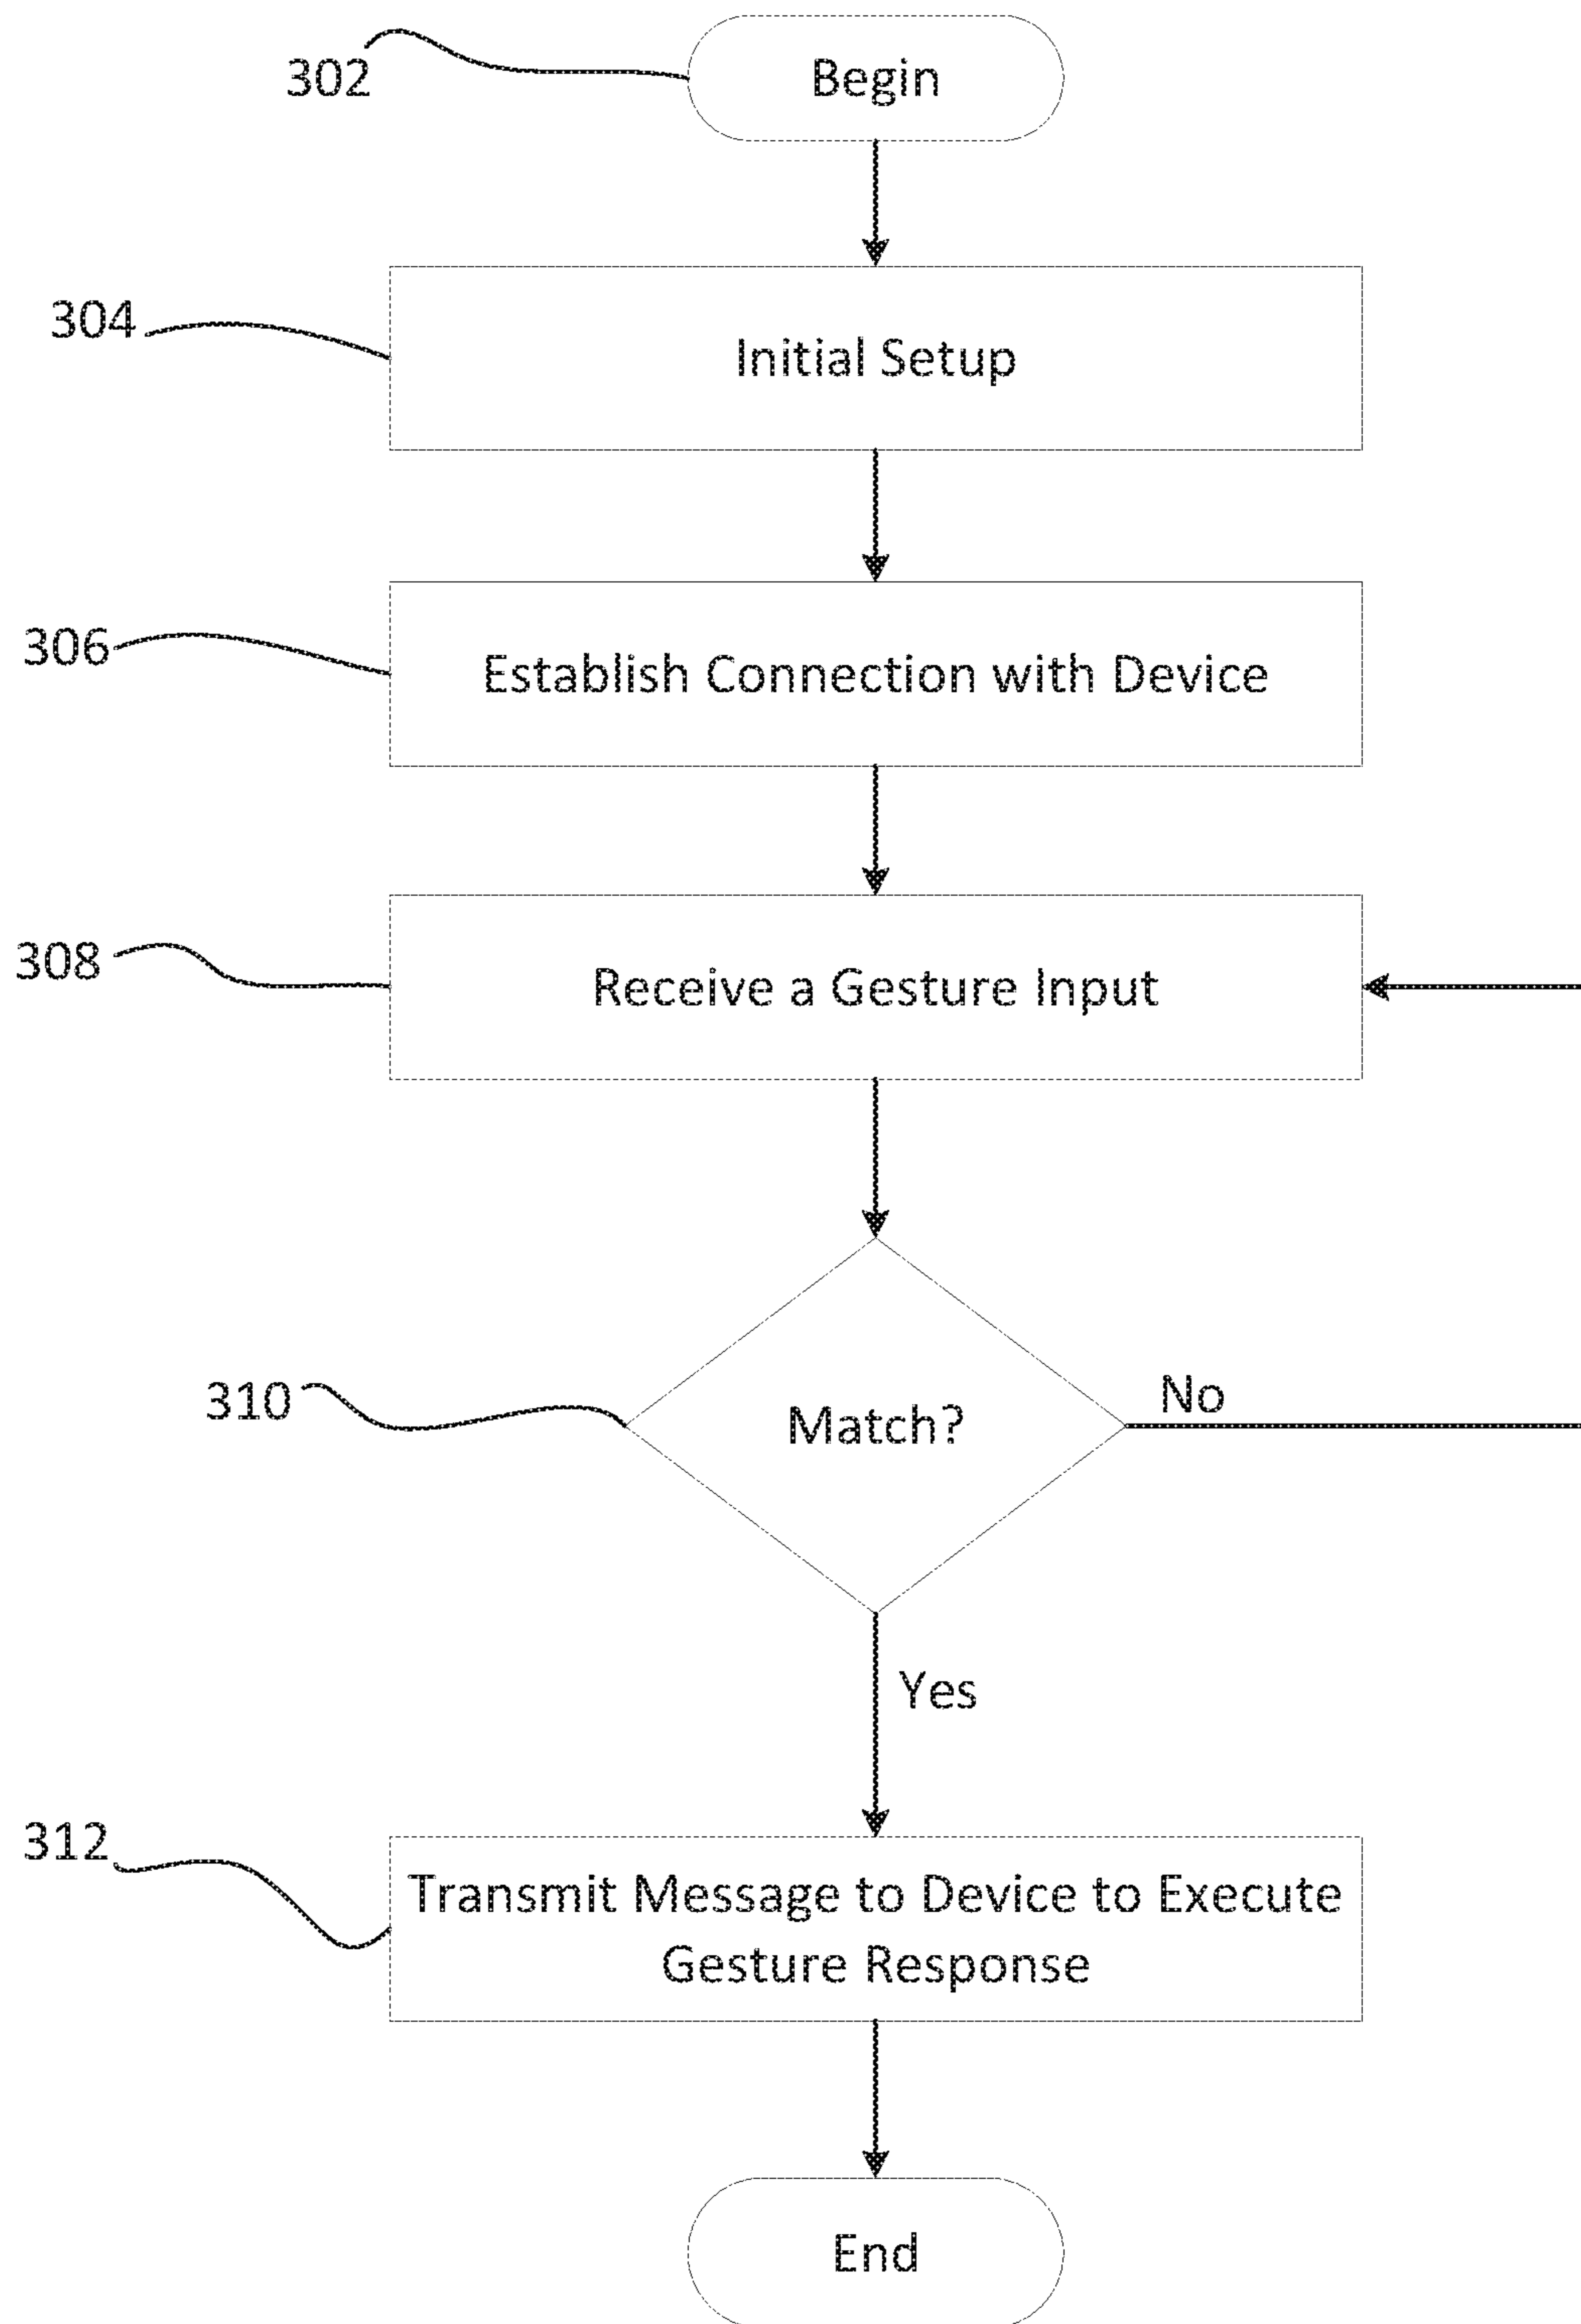 302
Begin
304
Initial Setup
306
Establish Connection with Device
308
Receive a Gesture Input
310
Match?
No
Yes
312
Transmit Message to Device to Execute
Gesture Response
End